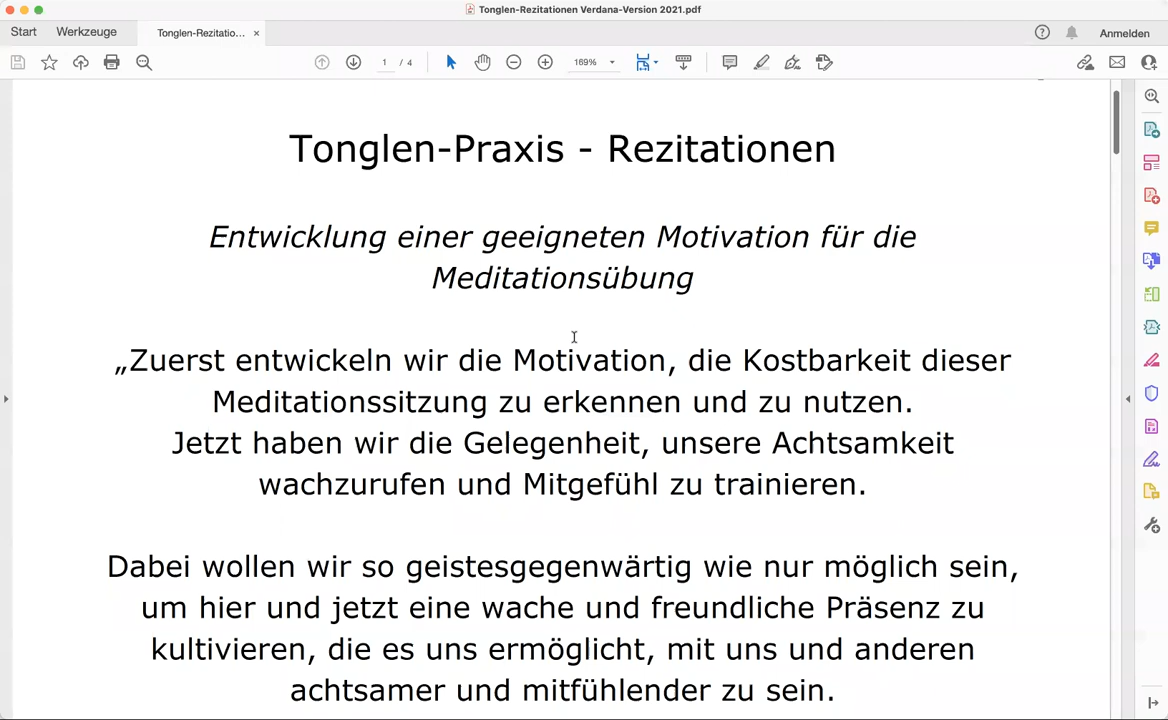 Tonglen-Rezitationen Verdana-Version 2021.pdf
Start Werkzeuge Tonglen-Rezitatio... × Anmelden
1 / 4 169%
Tonglen-Praxis - Rezitationen
Entwicklung einer geeigneten Motivation für die
Meditationsübung
„Zuerst entwickeln wir die Motivation, die Kostbarkeit dieser
Meditationssitzung zu erkennen und zu nutzen.
Jetzt haben wir die Gelegenheit, unsere Achtsamkeit
wachzurufen und Mitgefühl zu trainieren.
Dabei wollen wir so geistesgegenwärtig wie nur möglich sein,
um hier und jetzt eine wache und freundliche Präsenz zu
kultivieren, die es uns ermöglicht, mit uns und anderen
achtsamer und mitfühlender zu sein.